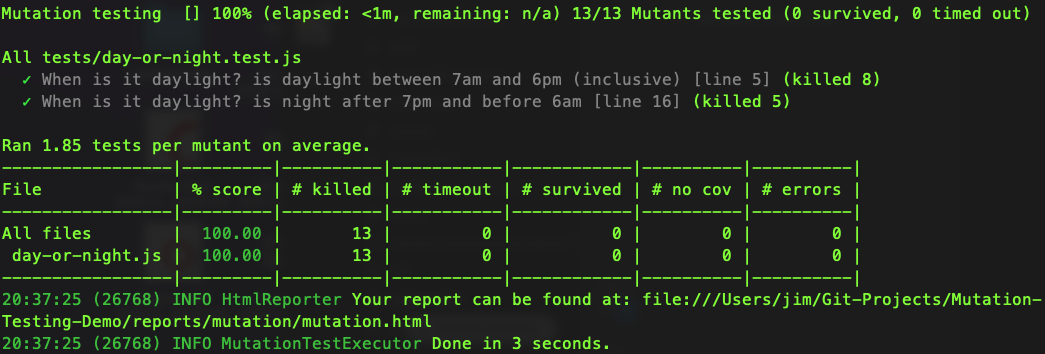 Mutation testing  [] 100% (elapsed: <1m, remaining: n/a) 13/13 Mutants tested (0 survived, 0 timed out)

All tests/day-or-night.test.js
  ✓ When is it daylight? is daylight between 7am and 6pm (inclusive) [line 5] (killed 8)
  ✓ When is it daylight? is night after 7pm and before 6am [line 16] (killed 5)

Ran 1.85 tests per mutant on average.
-----------------|---------|----------|-----------|------------|----------|----------|
File             | % score | # killed | # timeout | # survived | # no cov | # errors |
-----------------|---------|----------|-----------|------------|----------|----------|
All files        |  100.00 |       13 |         0 |          0 |        0 |        0 |
 day-or-night.js |  100.00 |       13 |         0 |          0 |        0 |        0 |
-----------------|---------|----------|-----------|------------|----------|----------|
20:37:25 (26768) INFO HtmlReporter Your report can be found at: file:///Users/jim/Git-Projects/Mutation-
Testing-Demo/reports/mutation/mutation.html
20:37:25 (26768) INFO MutationTestExecutor Done in 3 seconds.